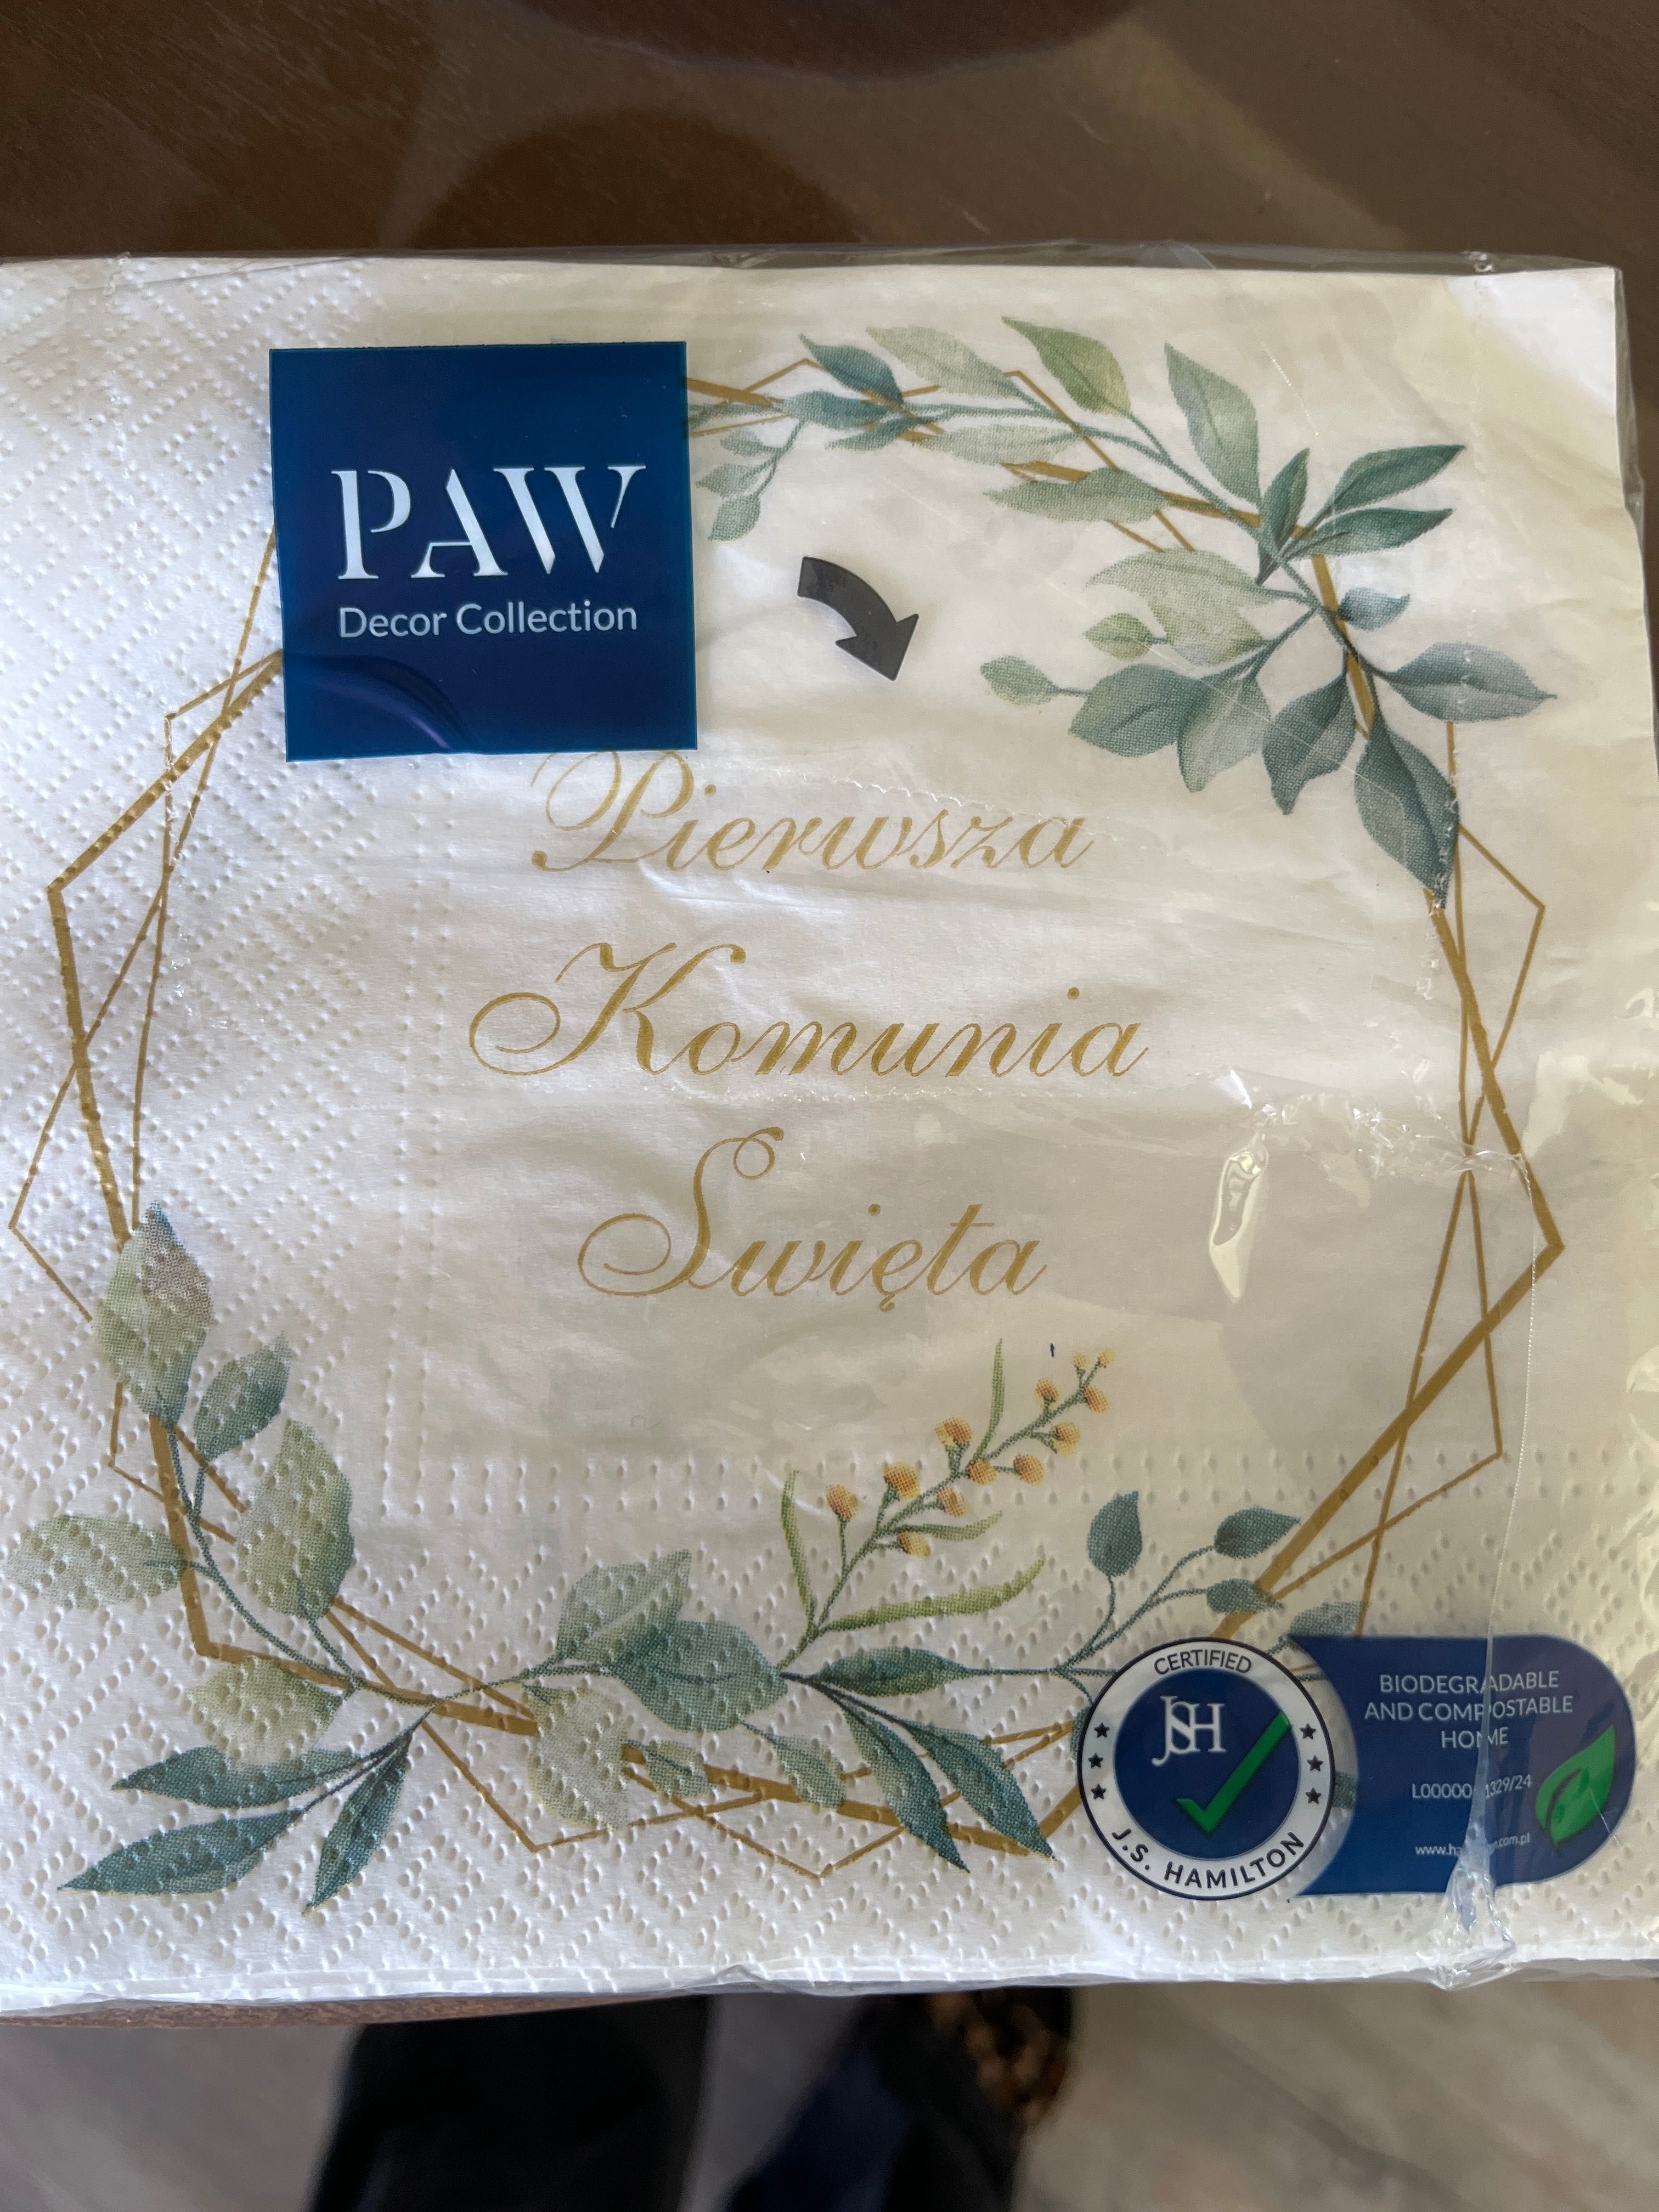 PAW
Decor Collection
Pierwsza
Komunia
Święta
CERTIFIED
JSH
J.S. HAMILTON
BIODEGRADABLE
AND COMPOSTABLE
HOME